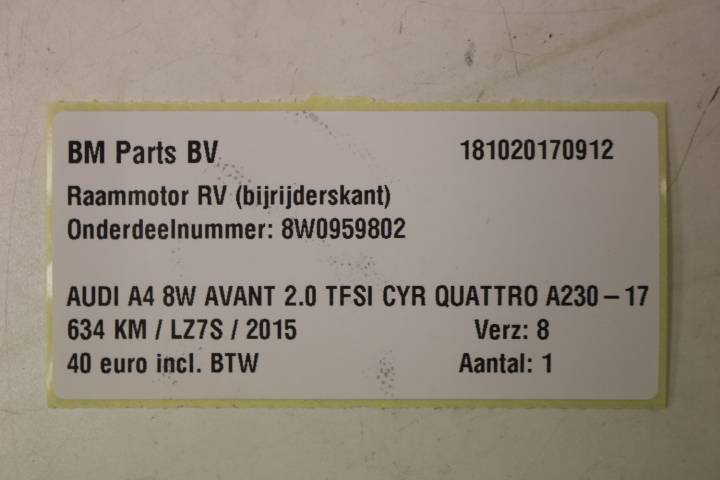 BM Parts BV 181020170912
Raammotor RV (bijrijderskant)
Onderdeelnummer: 8W0959802
AUDI A4 8W AVANT 2.0 TFSI CYR QUATTRO A230 – 17
634 KM / LZ7S / 2015 Verz: 8
40 euro incl. BTW Aantal: 1